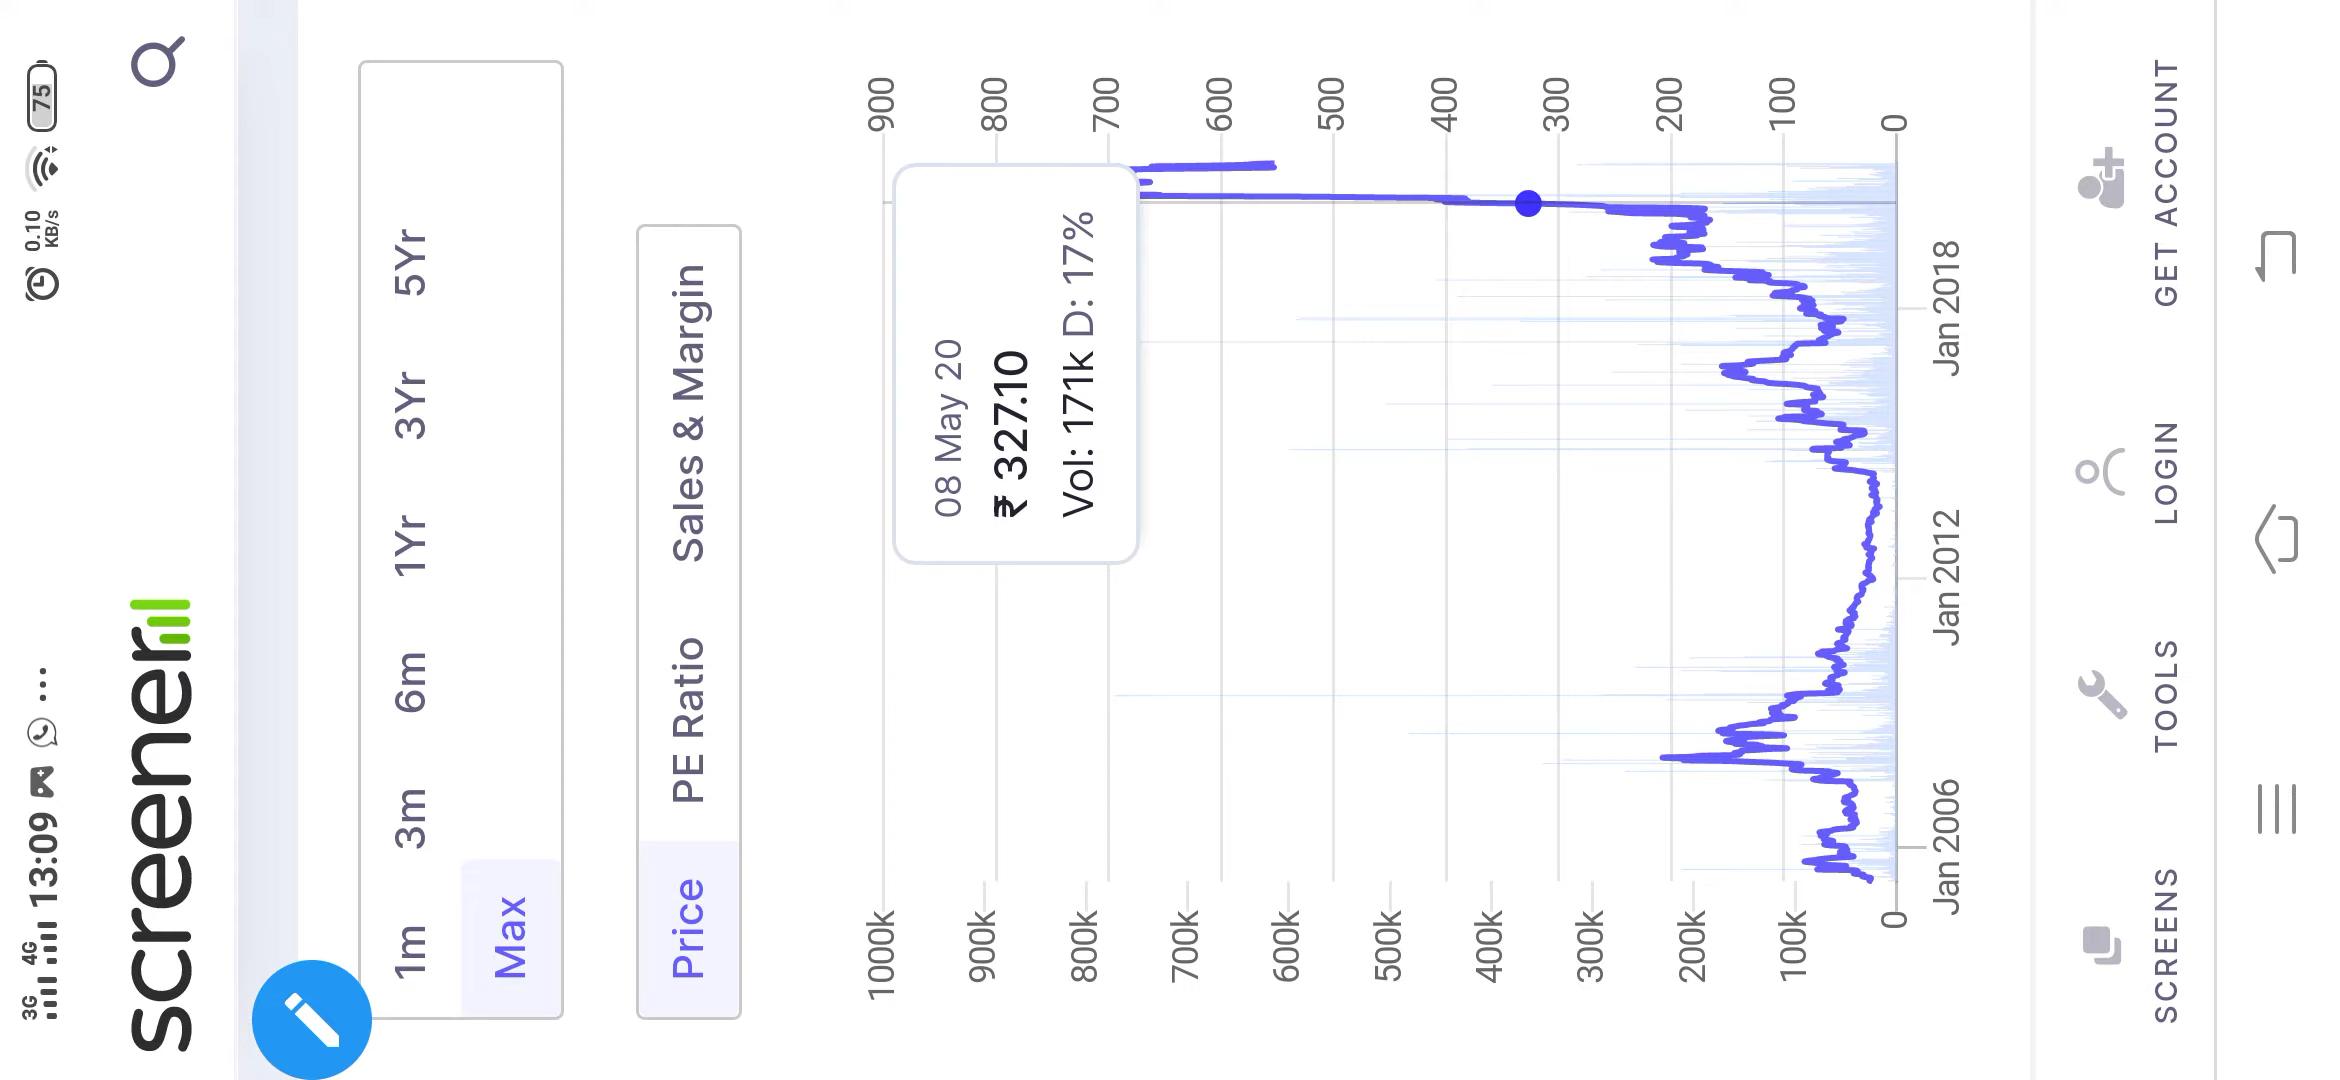 3G 4G 13:09 ... 0.10 KB/s 75
screener
1m 3m 6m 1Yr 3Yr 5Yr
Max
Price PE Ratio Sales & Margin
1000k 900
900k 800
800k 700
700k 600
600k 500
500k 400
400k 300
300k 200
200k 100
100k 0
0
08 May 20
₹ 327.10
Vol: 171k D: 17%
Jan 2006 Jan 2012 Jan 2018
SCREENS TOOLS LOGIN GET ACCOUNT